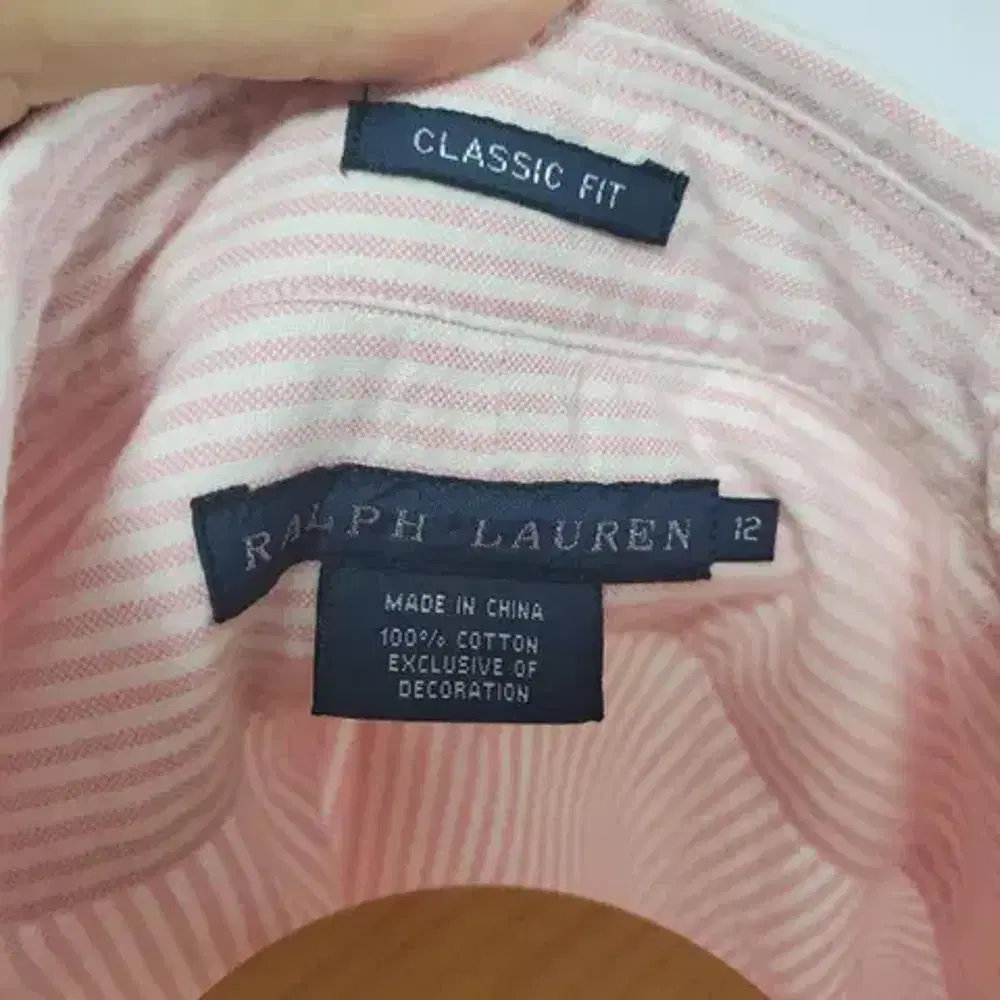 CLASSIC FIT
RALPH LAUREN 12
MADE IN CHINA
100% COTTON
EXCLUSIVE OF
DECORATION